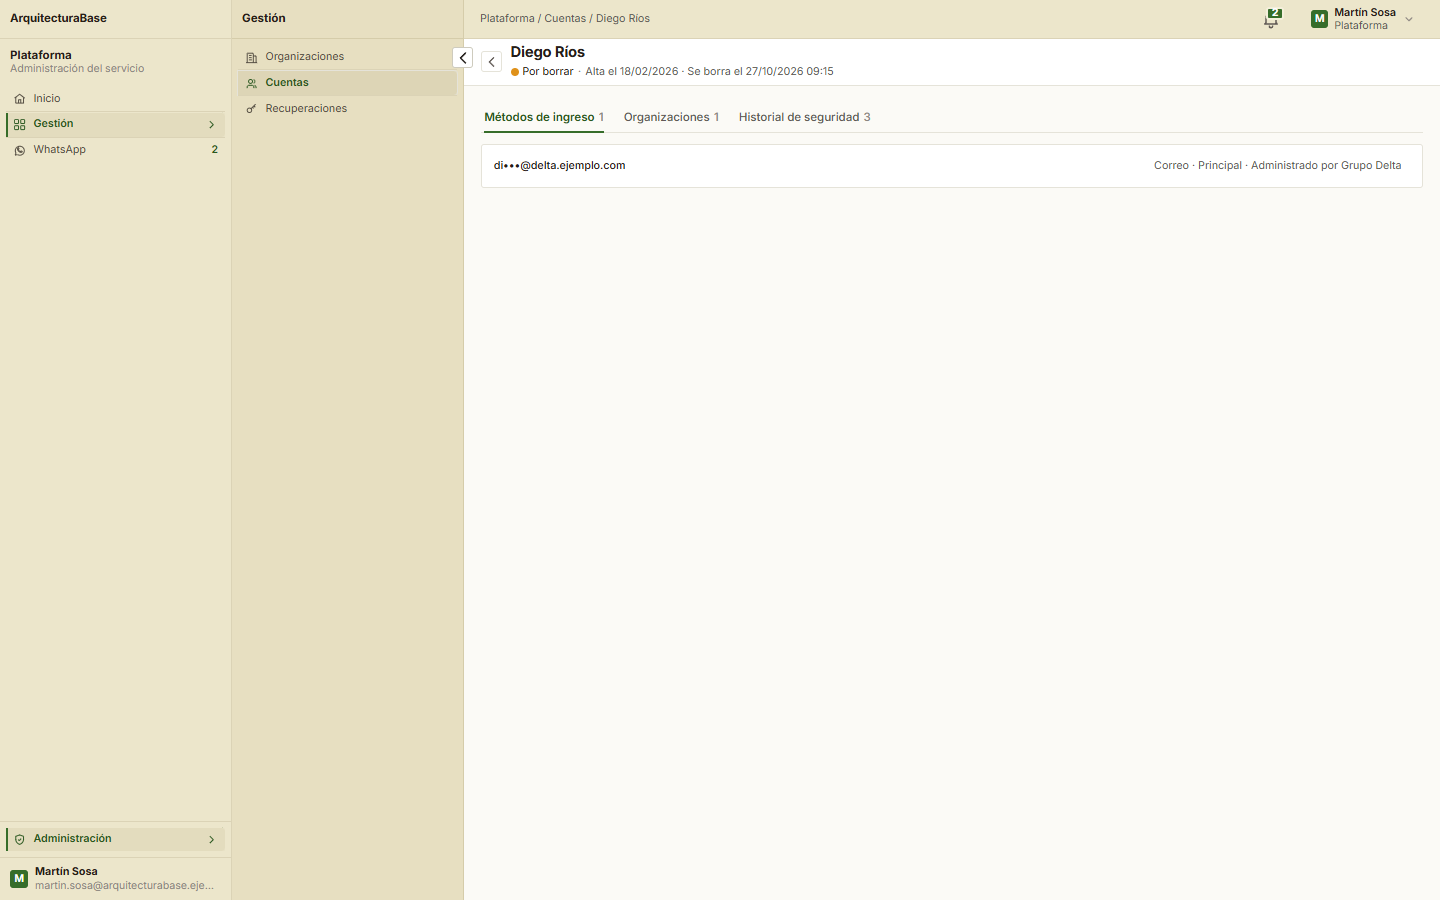 ArquitecturaBase
Plataforma
Administración del servicio
Inicio
Gestión
WhatsApp 2
Administración
M
Martín Sosa
martin.sosa@arquitecturabase.eje...
Gestión
Organizaciones
Cuentas
Recuperaciones
Plataforma / Cuentas / Diego Ríos
2
M
Martín Sosa
Plataforma
Diego Ríos
Por borrar · Alta el 18/02/2026 · Se borra el 27/10/2026 09:15
Métodos de ingreso 1 Organizaciones 1 Historial de seguridad 3
di•••@delta.ejemplo.com Correo · Principal · Administrado por Grupo Delta